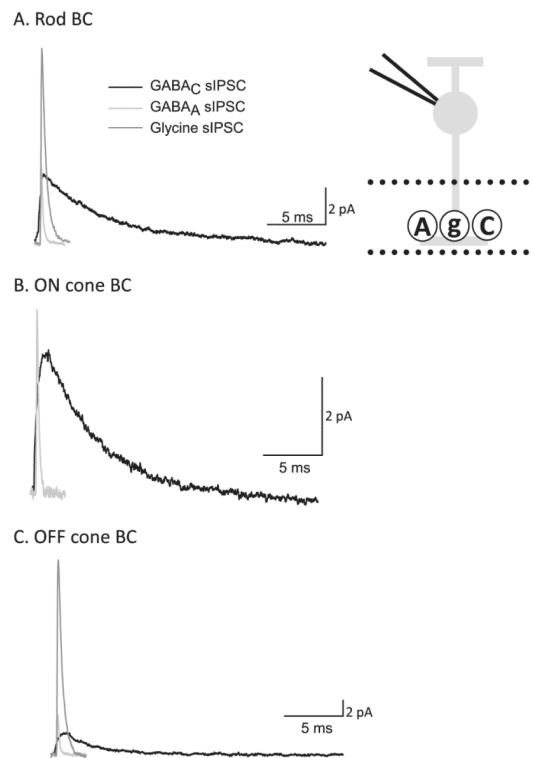 A. Rod BC
GABAC sIPSC
GABAA sIPSC
Glycine sIPSC
5 ms
2 pA
A g C
B. ON cone BC
2 pA
5 ms
C. OFF cone BC
2 pA
5 ms